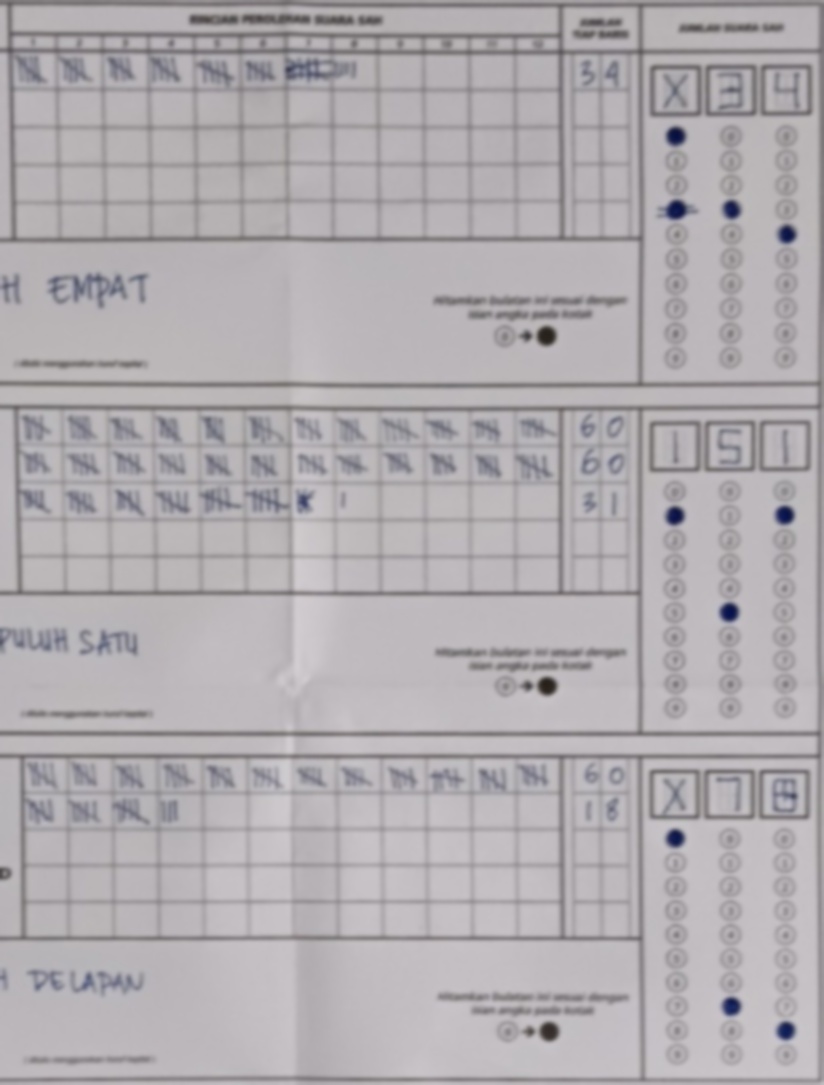 RINCIAN PEROLEHAN SUARA SAH
JUMLAH TIAP BARIS
JUMLAH SUARA SAH
1 2 3 4 5 6 7 8 9 10 11 12
3 4
X 3 4
H EMPAT
Hitamkan bulatan ini sesuai dengan
isian angka pada kotak
6 0
6 0
3 1
1 5 1
PULUH SATU
Hitamkan bulatan ini sesuai dengan
isian angka pada kotak
6 0
1 8
X 7 8
D
H DELAPAN
Hitamkan bulatan ini sesuai dengan
isian angka pada kotak